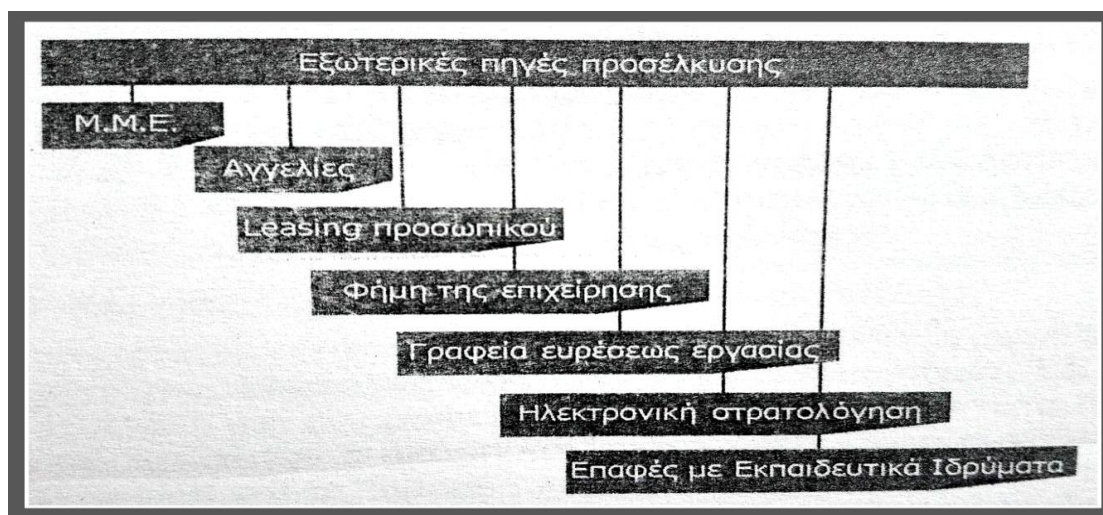 Εξωτερικές πηγές προσέλκυσης
Μ.Μ.Ε.
Αγγελίες
Leasing προσωπικού
Φήμη της επιχείρησης
Γραφεία ευρέσεως εργασίας
Ηλεκτρονική στρατολόγηση
Επαφές με Εκπαιδευτικά Ιδρύματα